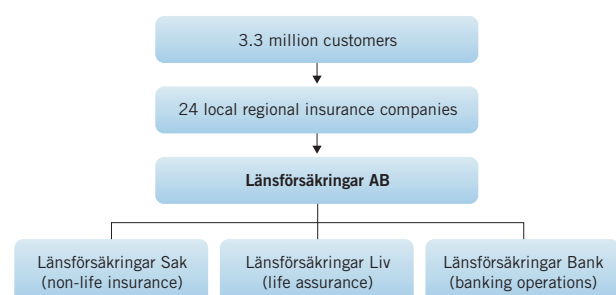 3.3 million customers
24 local regional insurance companies
Länsförsäkringar AB
Länsförsäkringar Sak
(non-life insurance)
Länsförsäkringar Liv
(life assurance)
Länsförsäkringar Bank
(banking operations)